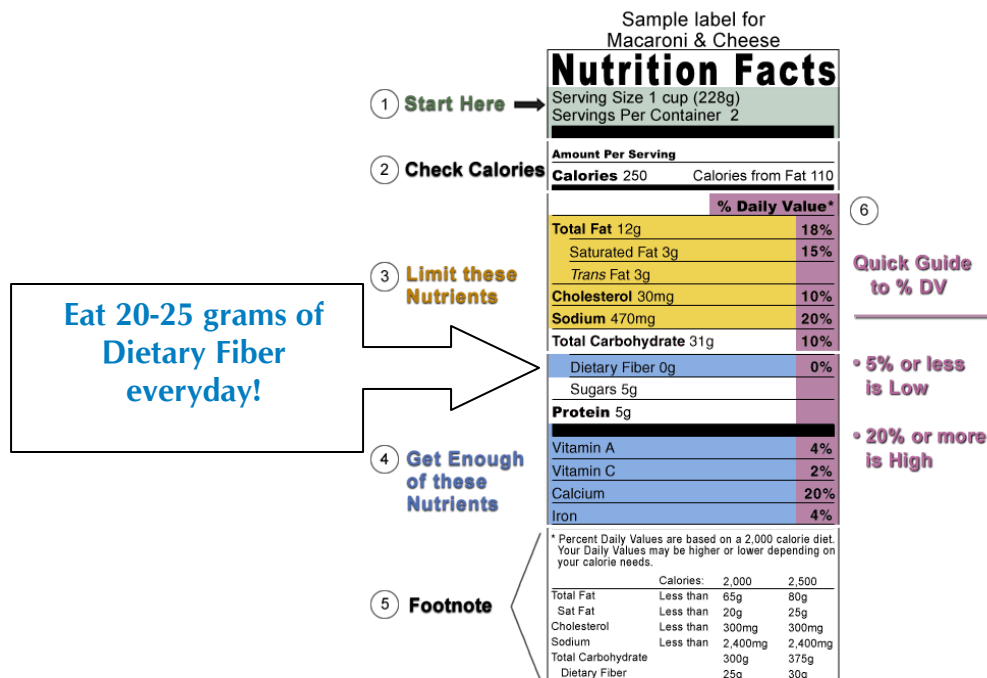 Sample label for
Macaroni & Cheese
Nutrition Facts
1 Start Here
Serving Size 1 cup (228g)
Servings Per Container 2
2 Check Calories
Amount Per Serving
Calories 250 Calories from Fat 110
% Daily Value*
6
Quick Guide
to % DV
• 5% or less
is Low
• 20% or more
is High
3 Limit these
Nutrients
Total Fat 12g 18%
Saturated Fat 3g 15%
Trans Fat 3g
Cholesterol 30mg 10%
Sodium 470mg 20%
Total Carbohydrate 31g 10%
Eat 20-25 grams of
Dietary Fiber
everyday!
Dietary Fiber 0g 0%
Sugars 5g
Protein 5g
4 Get Enough
of these
Nutrients
Vitamin A 4%
Vitamin C 2%
Calcium 20%
Iron 4%
5 Footnote
* Percent Daily Values are based on a 2,000 calorie diet.
Your Daily Values may be higher or lower depending on
your calorie needs.
Calories: 2,000 2,500
Total Fat Less than 65g 80g
Sat Fat Less than 20g 25g
Cholesterol Less than 300mg 300mg
Sodium Less than 2,400mg 2,400mg
Total Carbohydrate 300g 375g
Dietary Fiber 25g 30g